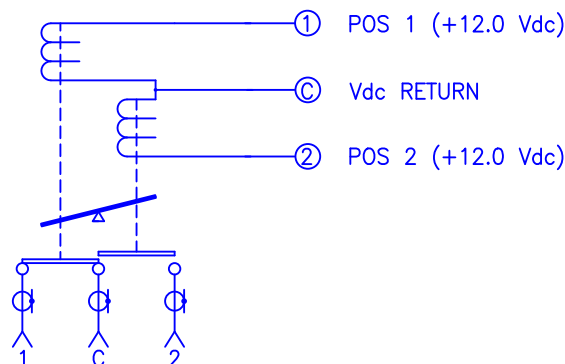 1 POS 1 (+12.0 Vdc)
C Vdc RETURN
2 POS 2 (+12.0 Vdc)
1 C 2